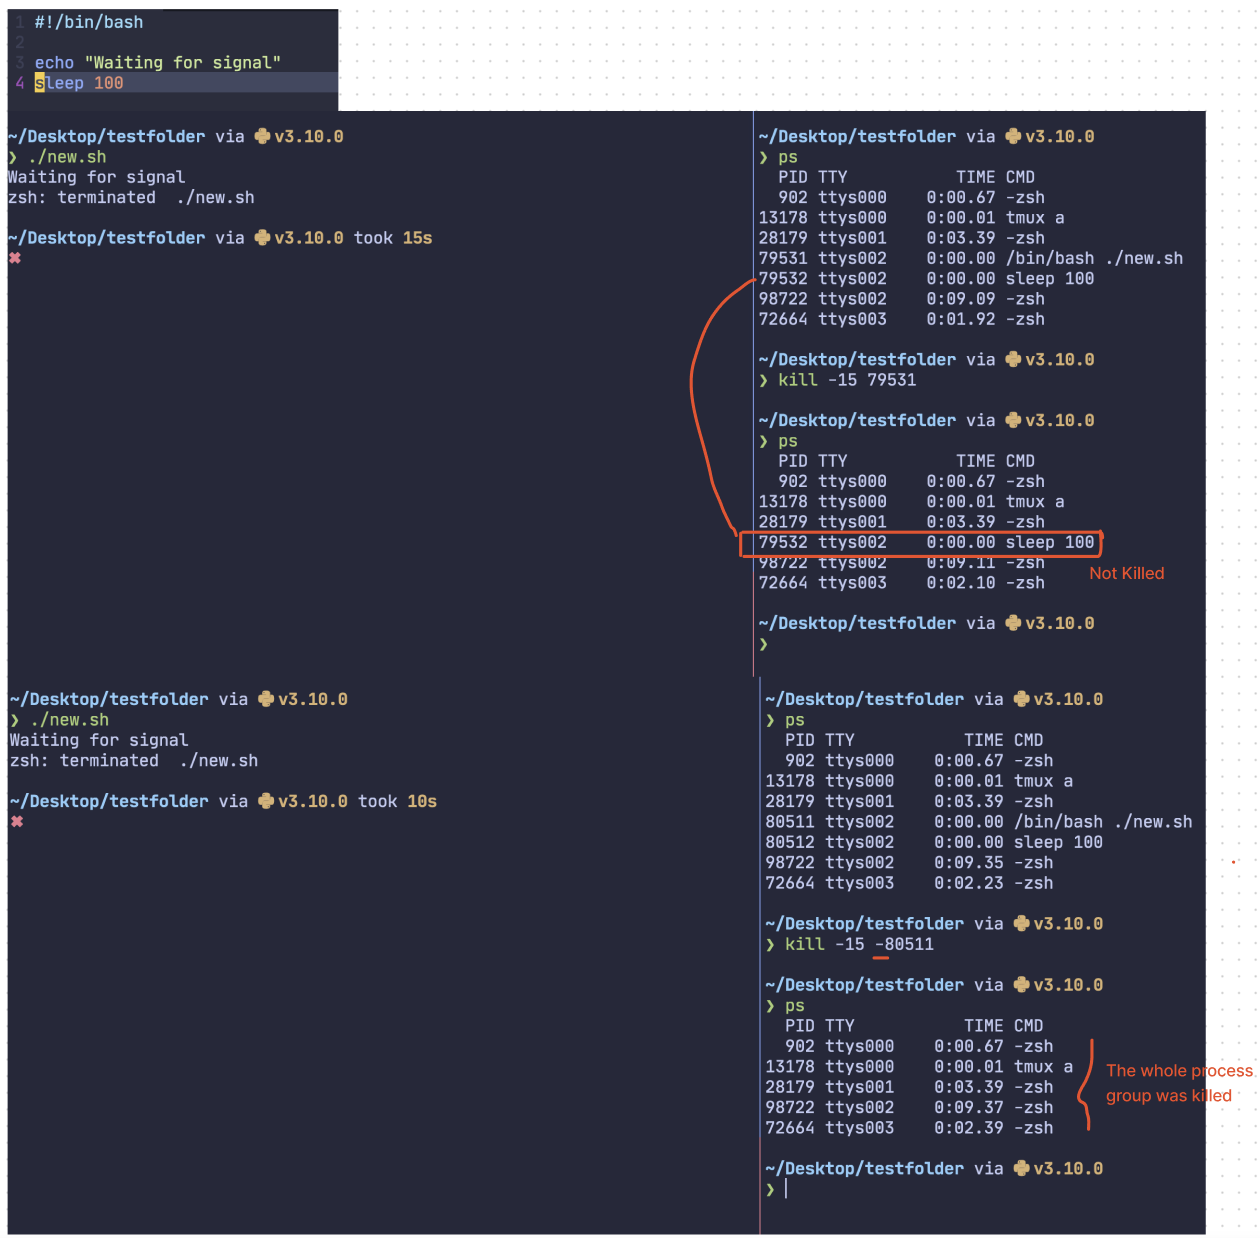 1 #!/bin/bash
2
3 echo "Waiting for signal"
4 sleep 100
~/Desktop/testfolder via v3.10.0
❯ ./new.sh
Waiting for signal
zsh: terminated  ./new.sh
~/Desktop/testfolder via v3.10.0 took 15s
✖
~/Desktop/testfolder via v3.10.0
❯ ps
PID TTY TIME CMD
902 ttys000 0:00.67 -zsh
13178 ttys000 0:00.01 tmux a
28179 ttys001 0:03.39 -zsh
79531 ttys002 0:00.00 /bin/bash ./new.sh
79532 ttys002 0:00.00 sleep 100
98722 ttys002 0:09.09 -zsh
72664 ttys003 0:01.92 -zsh
~/Desktop/testfolder via v3.10.0
❯ kill -15 79531
~/Desktop/testfolder via v3.10.0
❯ ps
PID TTY TIME CMD
902 ttys000 0:00.67 -zsh
13178 ttys000 0:00.01 tmux a
28179 ttys001 0:03.39 -zsh
79532 ttys002 0:00.00 sleep 100
98722 ttys002 0:09.11 -zsh
72664 ttys003 0:02.10 -zsh
Not Killed
~/Desktop/testfolder via v3.10.0
❯
~/Desktop/testfolder via v3.10.0
❯ ./new.sh
Waiting for signal
zsh: terminated  ./new.sh
~/Desktop/testfolder via v3.10.0 took 10s
✖
~/Desktop/testfolder via v3.10.0
❯ ps
PID TTY TIME CMD
902 ttys000 0:00.67 -zsh
13178 ttys000 0:00.01 tmux a
28179 ttys001 0:03.39 -zsh
80511 ttys002 0:00.00 /bin/bash ./new.sh
80512 ttys002 0:00.00 sleep 100
98722 ttys002 0:09.35 -zsh
72664 ttys003 0:02.23 -zsh
~/Desktop/testfolder via v3.10.0
❯ kill -15 -80511
~/Desktop/testfolder via v3.10.0
❯ ps
PID TTY TIME CMD
902 ttys000 0:00.67 -zsh
13178 ttys000 0:00.01 tmux a
28179 ttys001 0:03.39 -zsh
98722 ttys002 0:09.37 -zsh
72664 ttys003 0:02.39 -zsh
The whole process
group was killed
~/Desktop/testfolder via v3.10.0
❯